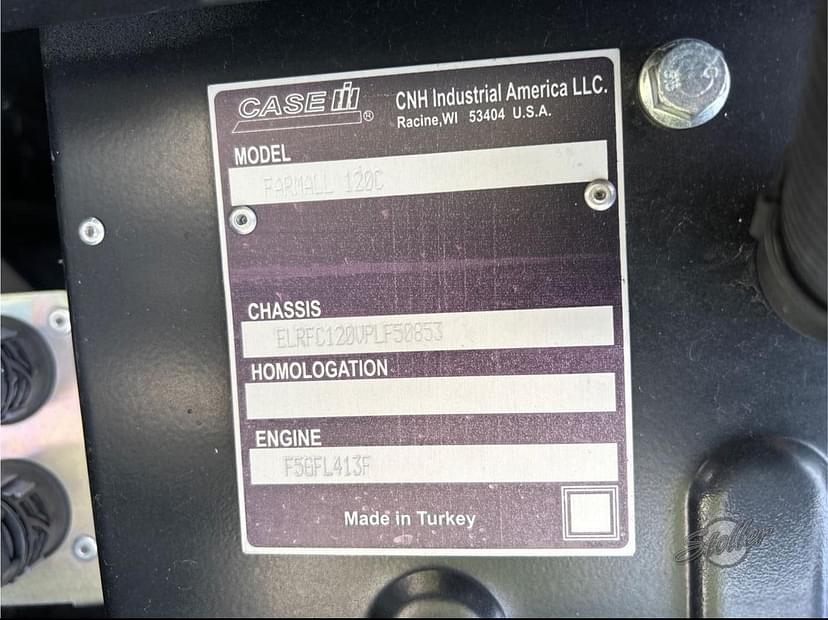 CASE IH ®
CNH Industrial America LLC.
Racine, WI 53404 U.S.A.
MODEL
FARMALL 120C
CHASSIS
ELRFC120VPLF50853
HOMOLOGATION
ENGINE
F5GFL413F
Made in Turkey
Stoller